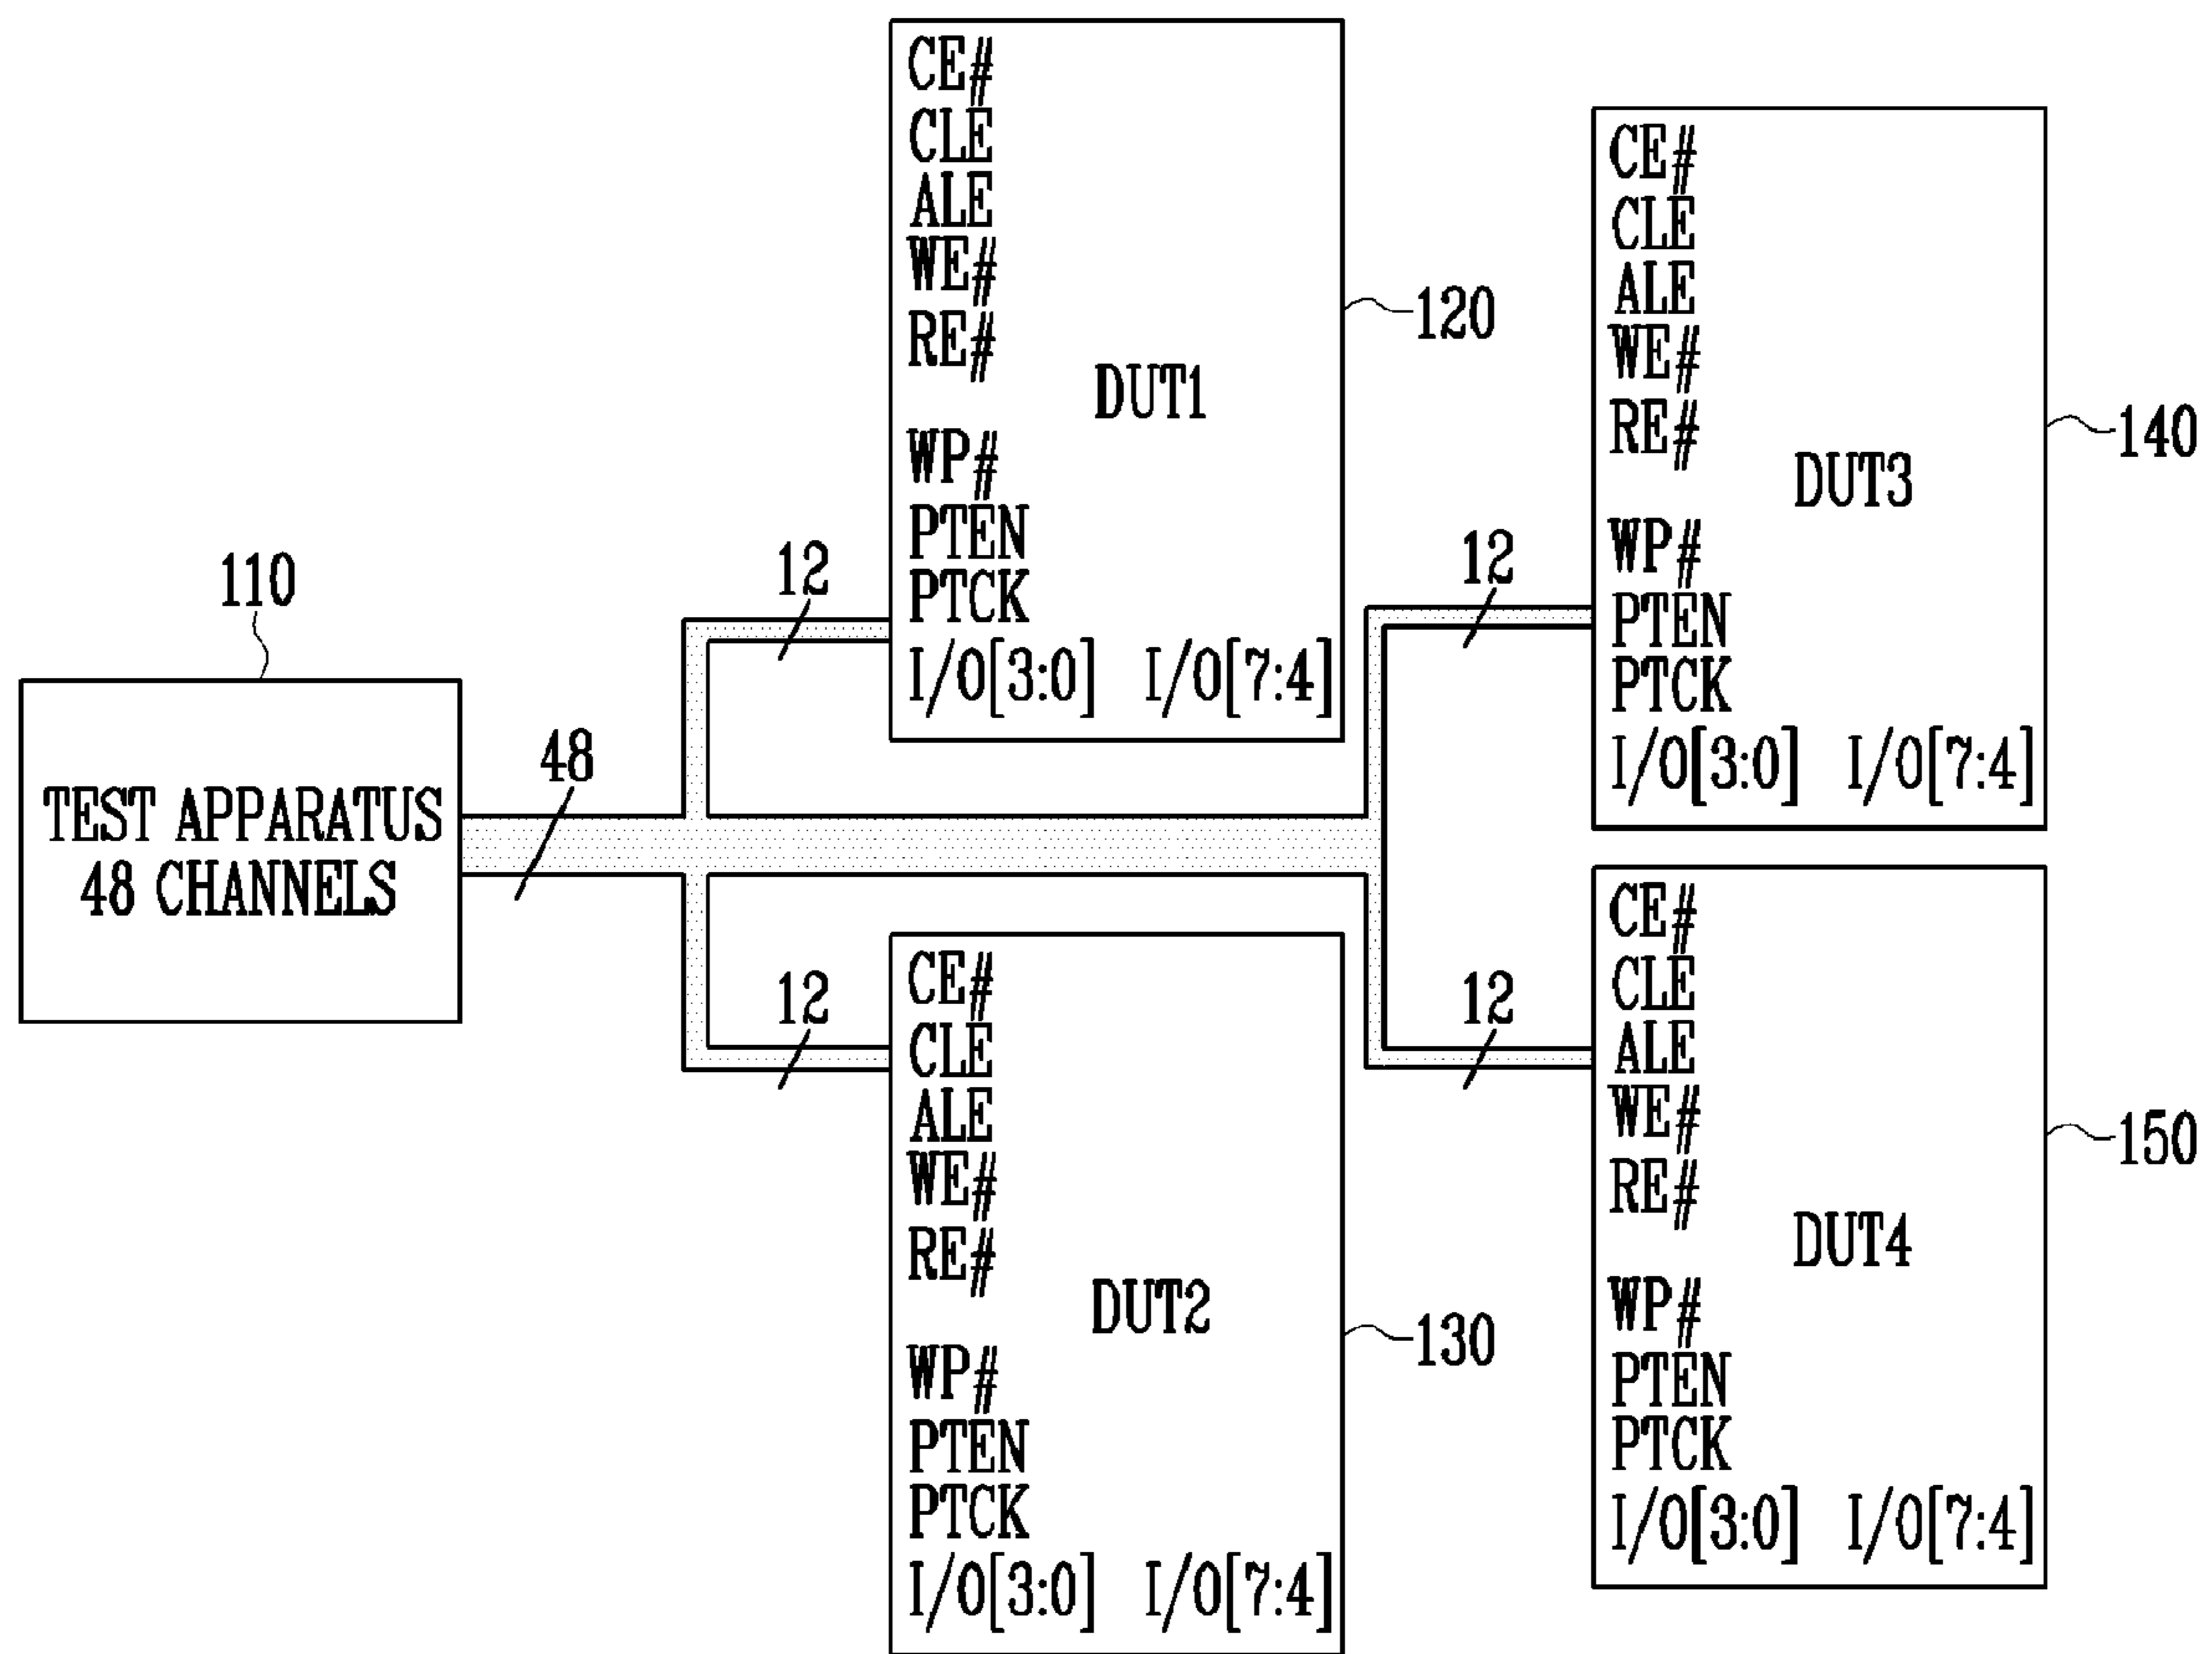 110
TEST APPARATUS
48 CHANNELS
48
12
CE#
CLE
ALE
WE#
RE#
DUT1
WP#
PTEN
PTCK
I/O[3:0] I/O[7:4]
120
12
CE#
CLE
ALE
WE#
RE#
DUT2
WP#
PTEN
PTCK
I/O[3:0] I/O[7:4]
130
12
CE#
CLE
ALE
WE#
RE#
DUT3
WP#
PTEN
PTCK
I/O[3:0] I/O[7:4]
140
12
CE#
CLE
ALE
WE#
RE#
DUT4
WP#
PTEN
PTCK
I/O[3:0] I/O[7:4]
150